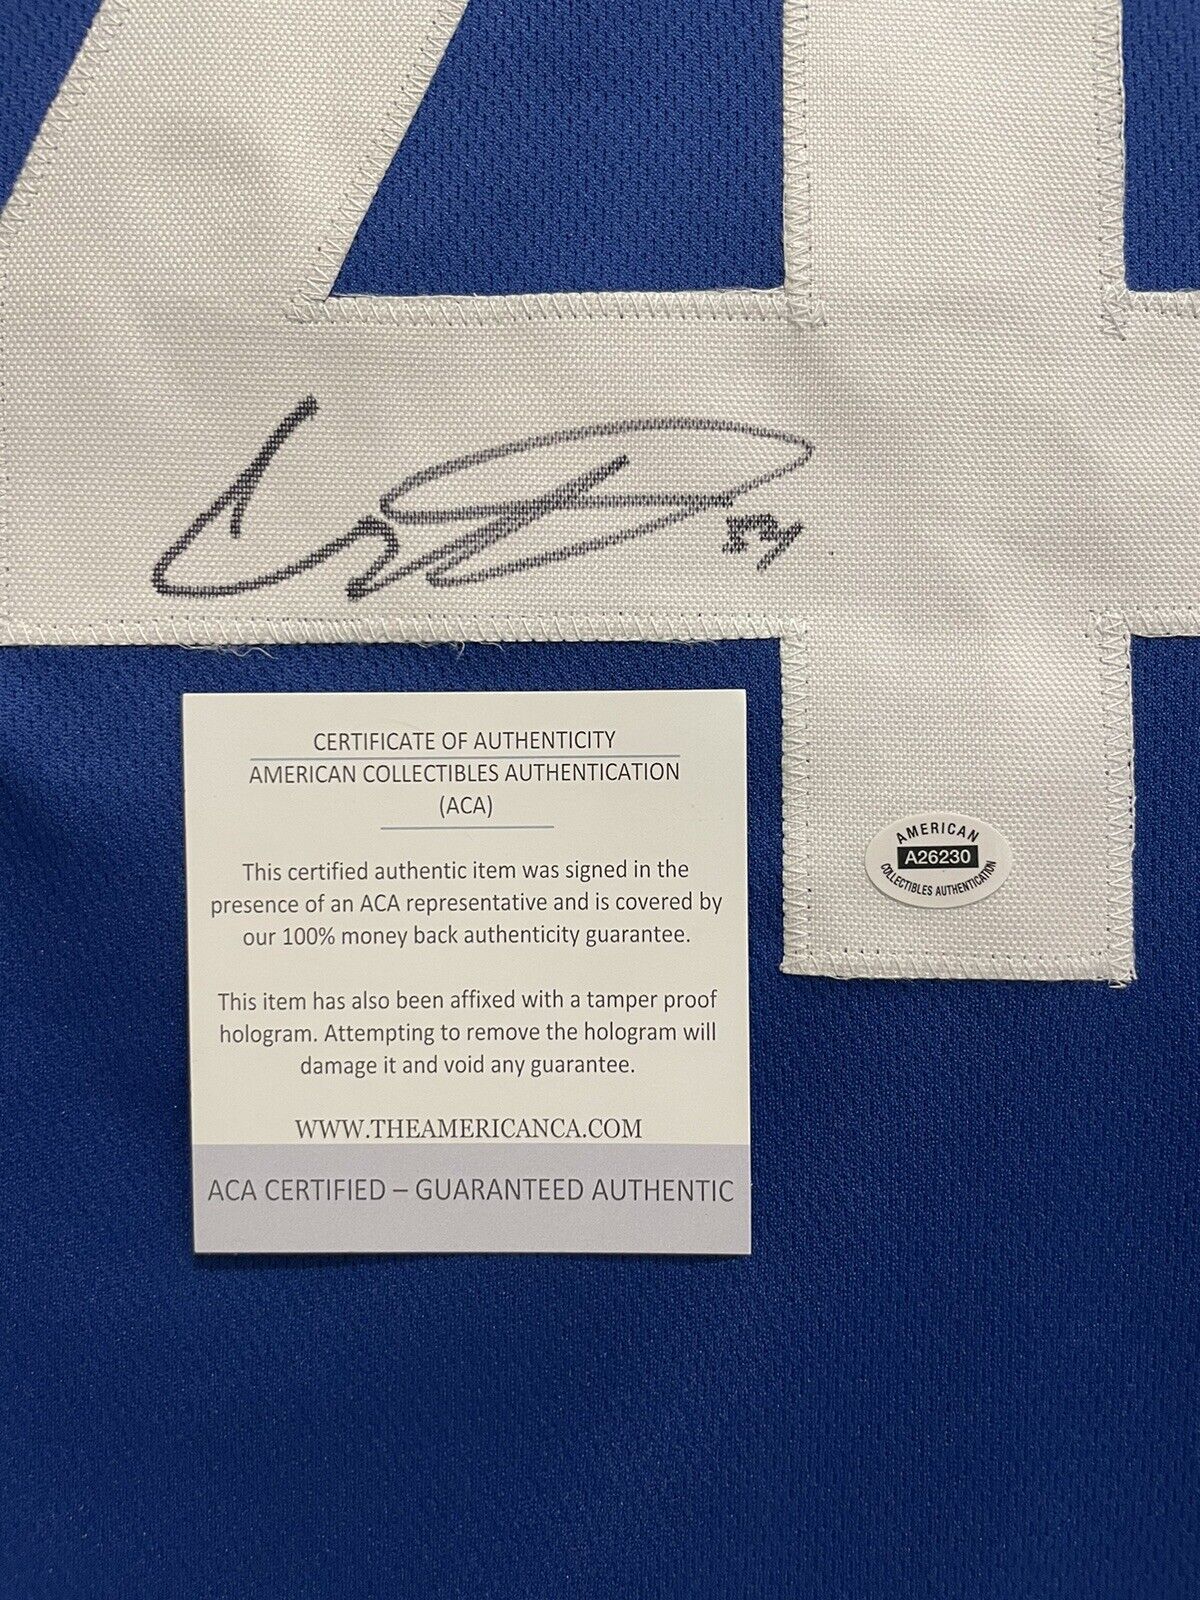 34
CERTIFICATE OF AUTHENTICITY
AMERICAN COLLECTIBLES AUTHENTICATION
(ACA)
This certified authentic item was signed in the
presence of an ACA representative and is covered by
our 100% money back authenticity guarantee.
This item has also been affixed with a tamper proof
hologram. Attempting to remove the hologram will
damage it and void any guarantee.
WWW.THEAMERICANCA.COM
ACA CERTIFIED – GUARANTEED AUTHENTIC
AMERICAN
A26230
COLLECTIBLES AUTHENTICATION